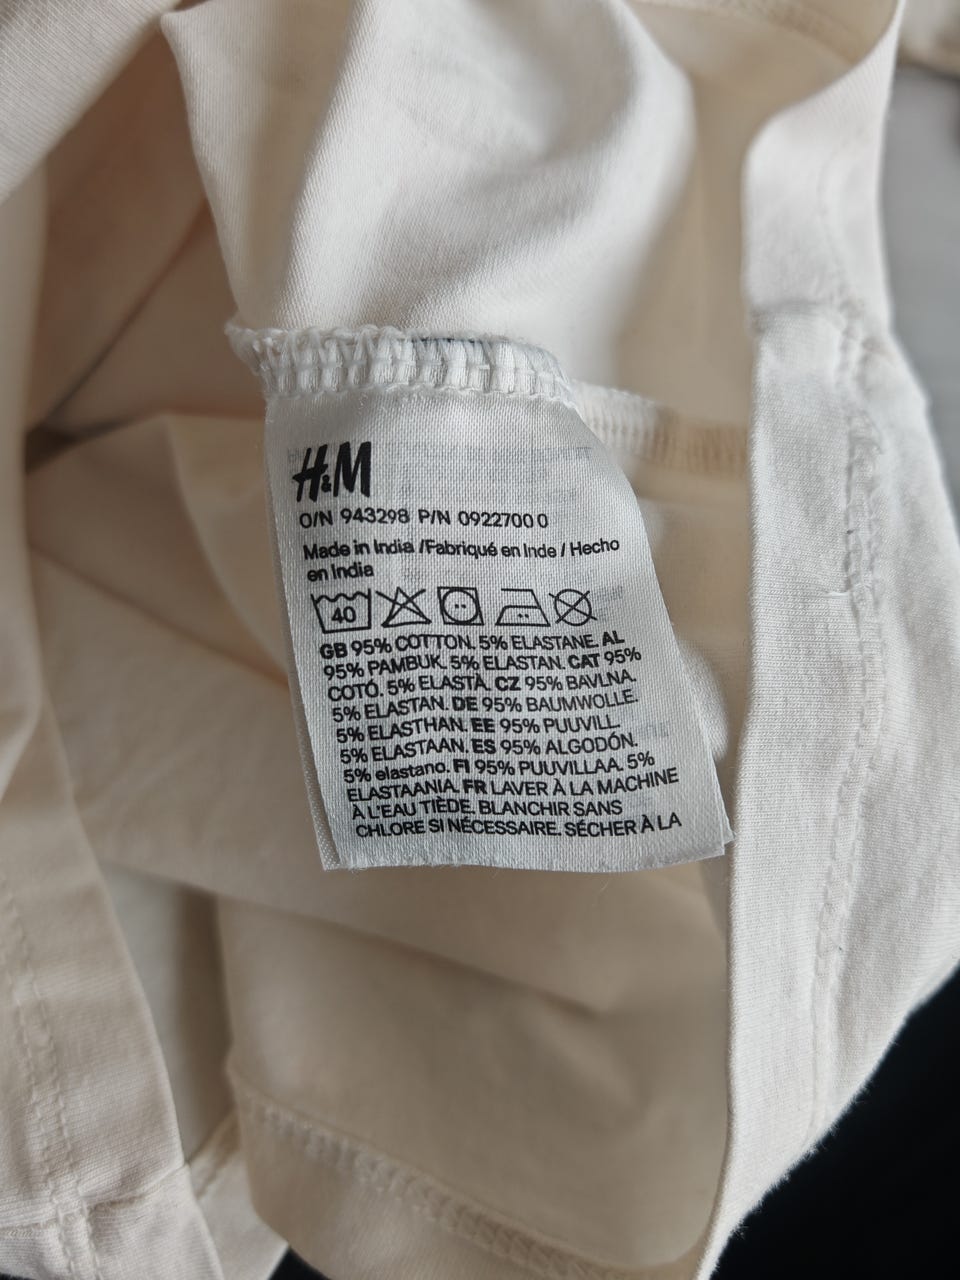 H&M
O/N 943298 P/N 0922700 0
Made in India /Fabriqué en Inde / Hecho
en India
40
GB 95% COTTON. 5% ELASTANE. AL
95% PAMBUK. 5% ELASTAN. CAT 95%
COTÓ. 5% ELASTÀ. CZ 95% BAVLNA.
5% ELASTAN. DE 95% BAUMWOLLE.
5% ELASTHAN. EE 95% PUUVILL.
5% ELASTAAN. ES 95% ALGODÓN.
5% elastano. FI 95% PUUVILLAA. 5%
ELASTAANIA. FR LAVER À LA MACHINE
À L'EAU TIÈDE. BLANCHIR SANS
CHLORE SI NÉCESSAIRE. SÉCHER À LA